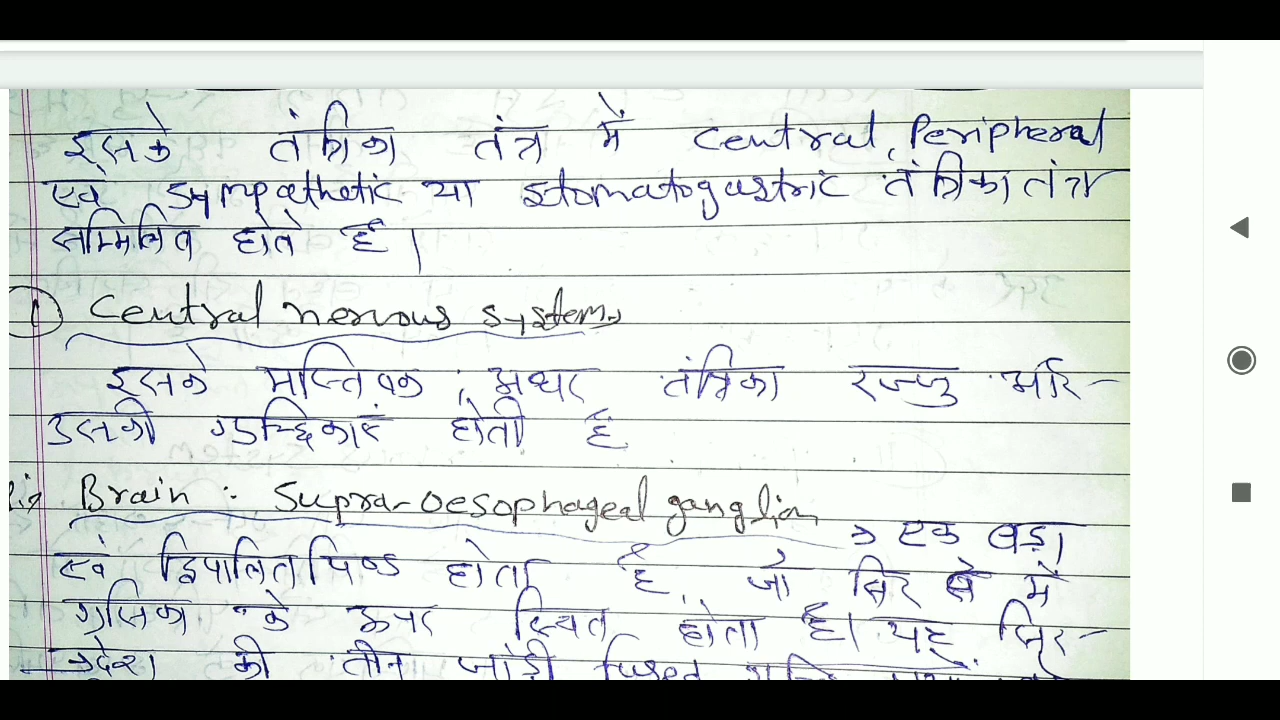 इसके तंत्रिका तंत्र में Central, Peripheral
एवं Sympathetic या Stomatogastric तंत्रिका तंत्र
सम्मिलित होते हैं।
① Central nervous system
इसके मस्तिष्क, अधर तंत्रिका रज्जु और
उसकी गुच्छिकाएं होती हैं
Brain : Supra-oesophageal ganglion
→ एक बड़ा
एवं द्विपालित पिण्ड होता है, जो सिर में
ग्रसिका के ऊपर स्थित होता है। यह सिर-
प्रदेश की तीन जोड़ी fused